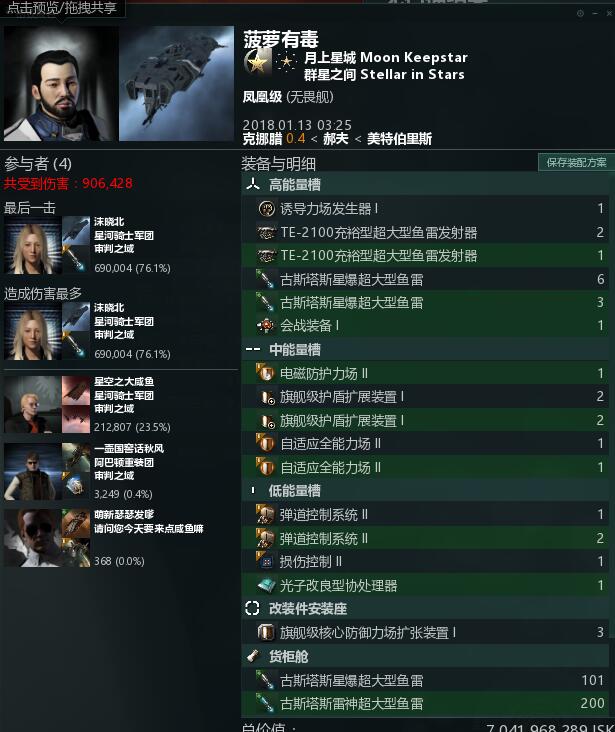 点击预览/拖拽共享
菠萝有毒
月上星城 Moon Keepstar
群星之间 Stellar in Stars
凤凰级 (无畏舰)
2018.01.13 03:25
克挪腊 0.4 < 郝夫 < 美特伯里斯
参与者 (4)
共受到伤害：906,428
最后一击
沫晓北
星河骑士军团
审判之域
690,004 (76.1%)
造成伤害最多
沫晓北
星河骑士军团
审判之域
690,004 (76.1%)
星空之大咸鱼
星河骑士军团
审判之域
212,807 (23.5%)
一壶国窖话秋风
阿巴顿重装团
审判之域
3,249 (0.4%)
萌新瑟瑟发嗲
请问您今天要来点咸鱼嘛
368 (0.0%)
装备与明细
保存装配方案
高能量槽
诱导力场发生器 I 1
TE-2100充裕型超大型鱼雷发射器 2
TE-2100充裕型超大型鱼雷发射器 1
古斯塔斯星爆超大型鱼雷 6
古斯塔斯星爆超大型鱼雷 3
会战装备 I 1
中能量槽
电磁防护力场 II 1
旗舰级护盾扩展装置 I 2
旗舰级护盾扩展装置 I 2
自适应全能力场 II 1
自适应全能力场 II 1
低能量槽
弹道控制系统 II 1
弹道控制系统 II 2
损伤控制 II 1
光子改良型协处理器 1
改装件安装座
旗舰级核心防御力场扩张装置 I 3
货柜舱
古斯塔斯星爆超大型鱼雷 101
古斯塔斯雷神超大型鱼雷 200
总价值： 7,041,968,289 ISK